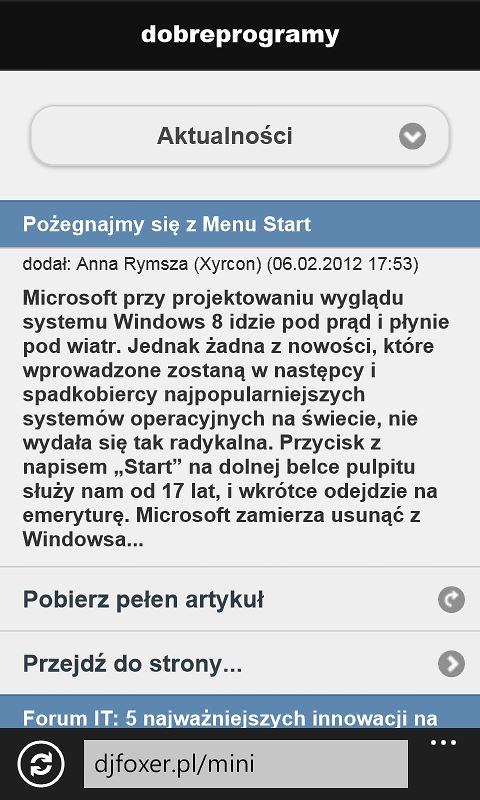 dobreprogramy
Aktualności
Pożegnajmy się z Menu Start
dodał: Anna Rymsza (Xyrcon) (06.02.2012 17:53)
Microsoft przy projektowaniu wyglądu
systemu Windows 8 idzie pod prąd i płynie
pod wiatr. Jednak żadna z nowości, które
wprowadzone zostaną w następcy i
spadkobiercy najpopularniejszych
systemów operacyjnych na świecie, nie
wydała się tak radykalna. Przycisk z
napisem „Start” na dolnej belce pulpitu
służy nam od 17 lat, i wkrótce odejdzie na
emeryturę. Microsoft zamierza usunąć z
Windowsa...
Pobierz pełen artykuł
Przejdź do strony...
Forum IT: 5 najważniejszych innowacji na
djfoxer.pl/mini